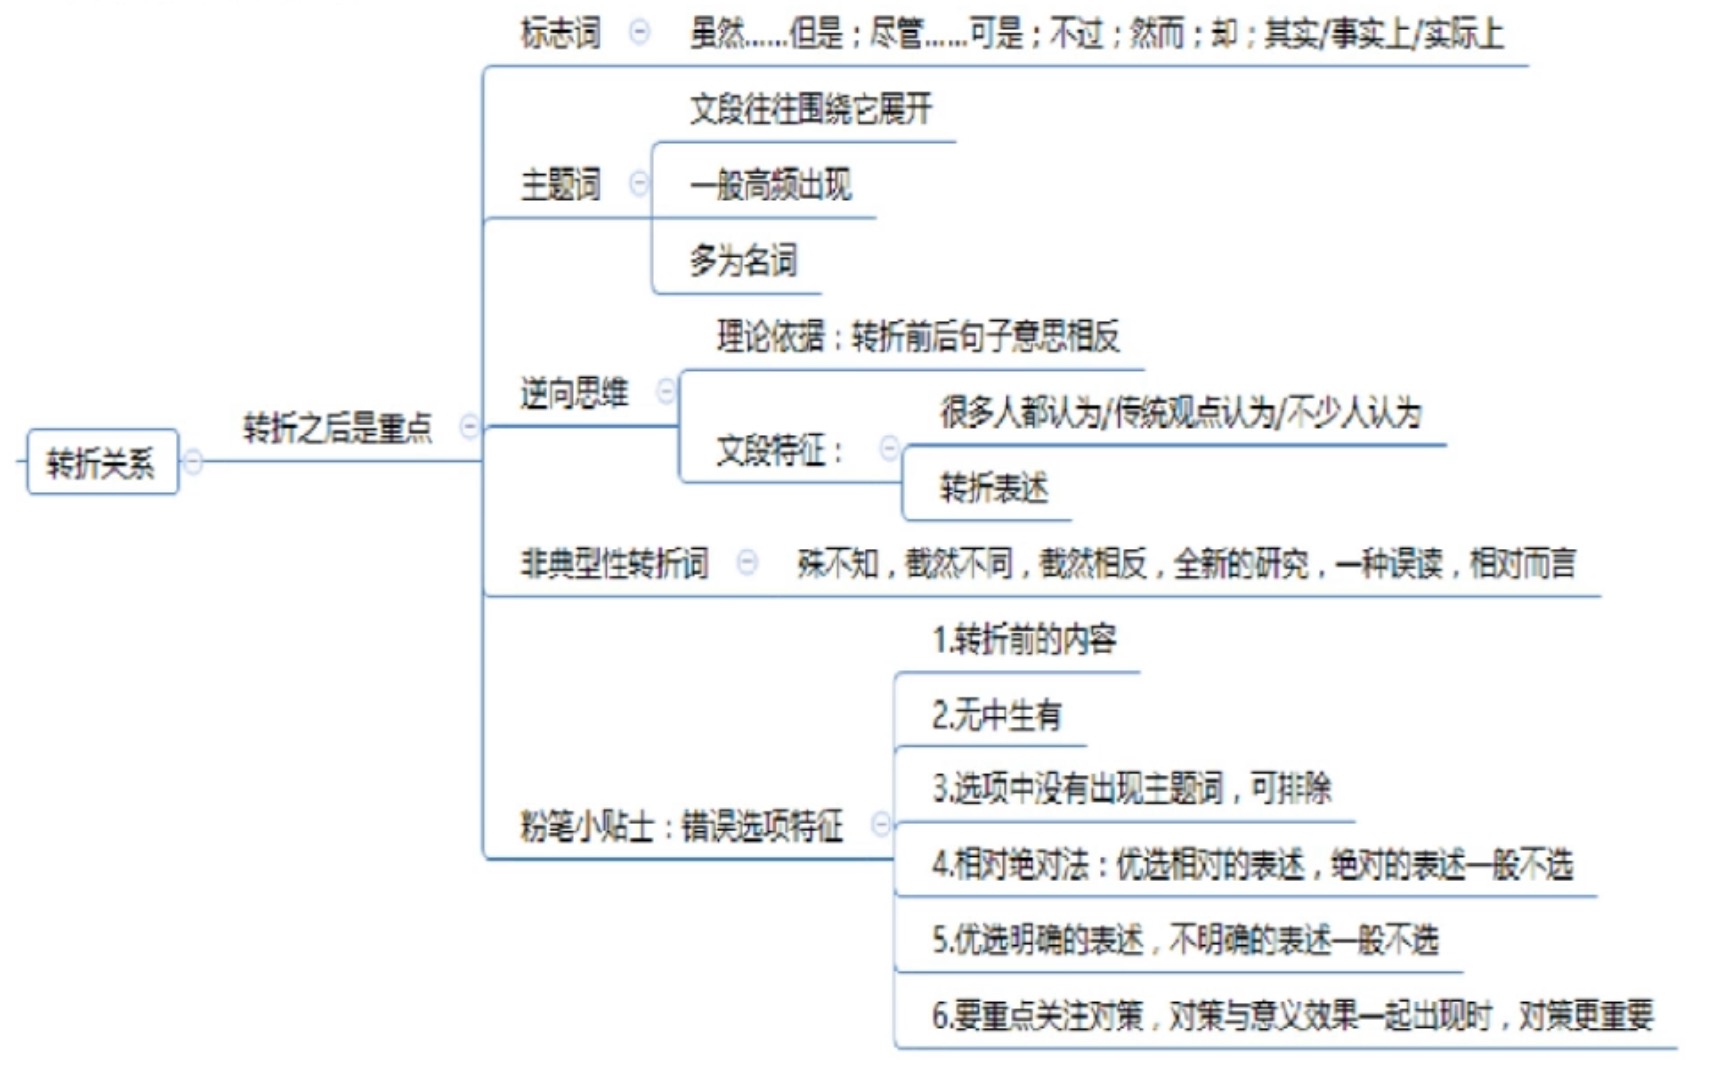 标志词 虽然……但是；尽管……可是；不过；然而；却；其实/事实上/实际上
文段往往围绕它展开
主题词
一般高频出现
多为名词
理论依据：转折前后句子意思相反
逆向思维
很多人都认为/传统观点认为/不少人认为
文段特征：
转折表述
转折之后是重点
转折关系
非典型性转折词 殊不知，截然不同，截然相反，全新的研究，一种误读，相对而言
1.转折前的内容
2.无中生有
3.选项中没有出现主题词，可排除
粉笔小贴士：错误选项特征
4.相对绝对法：优选相对的表述，绝对的表述一般不选
5.优选明确的表述，不明确的表述一般不选
6.要重点关注对策，对策与意义效果一起出现时，对策更重要